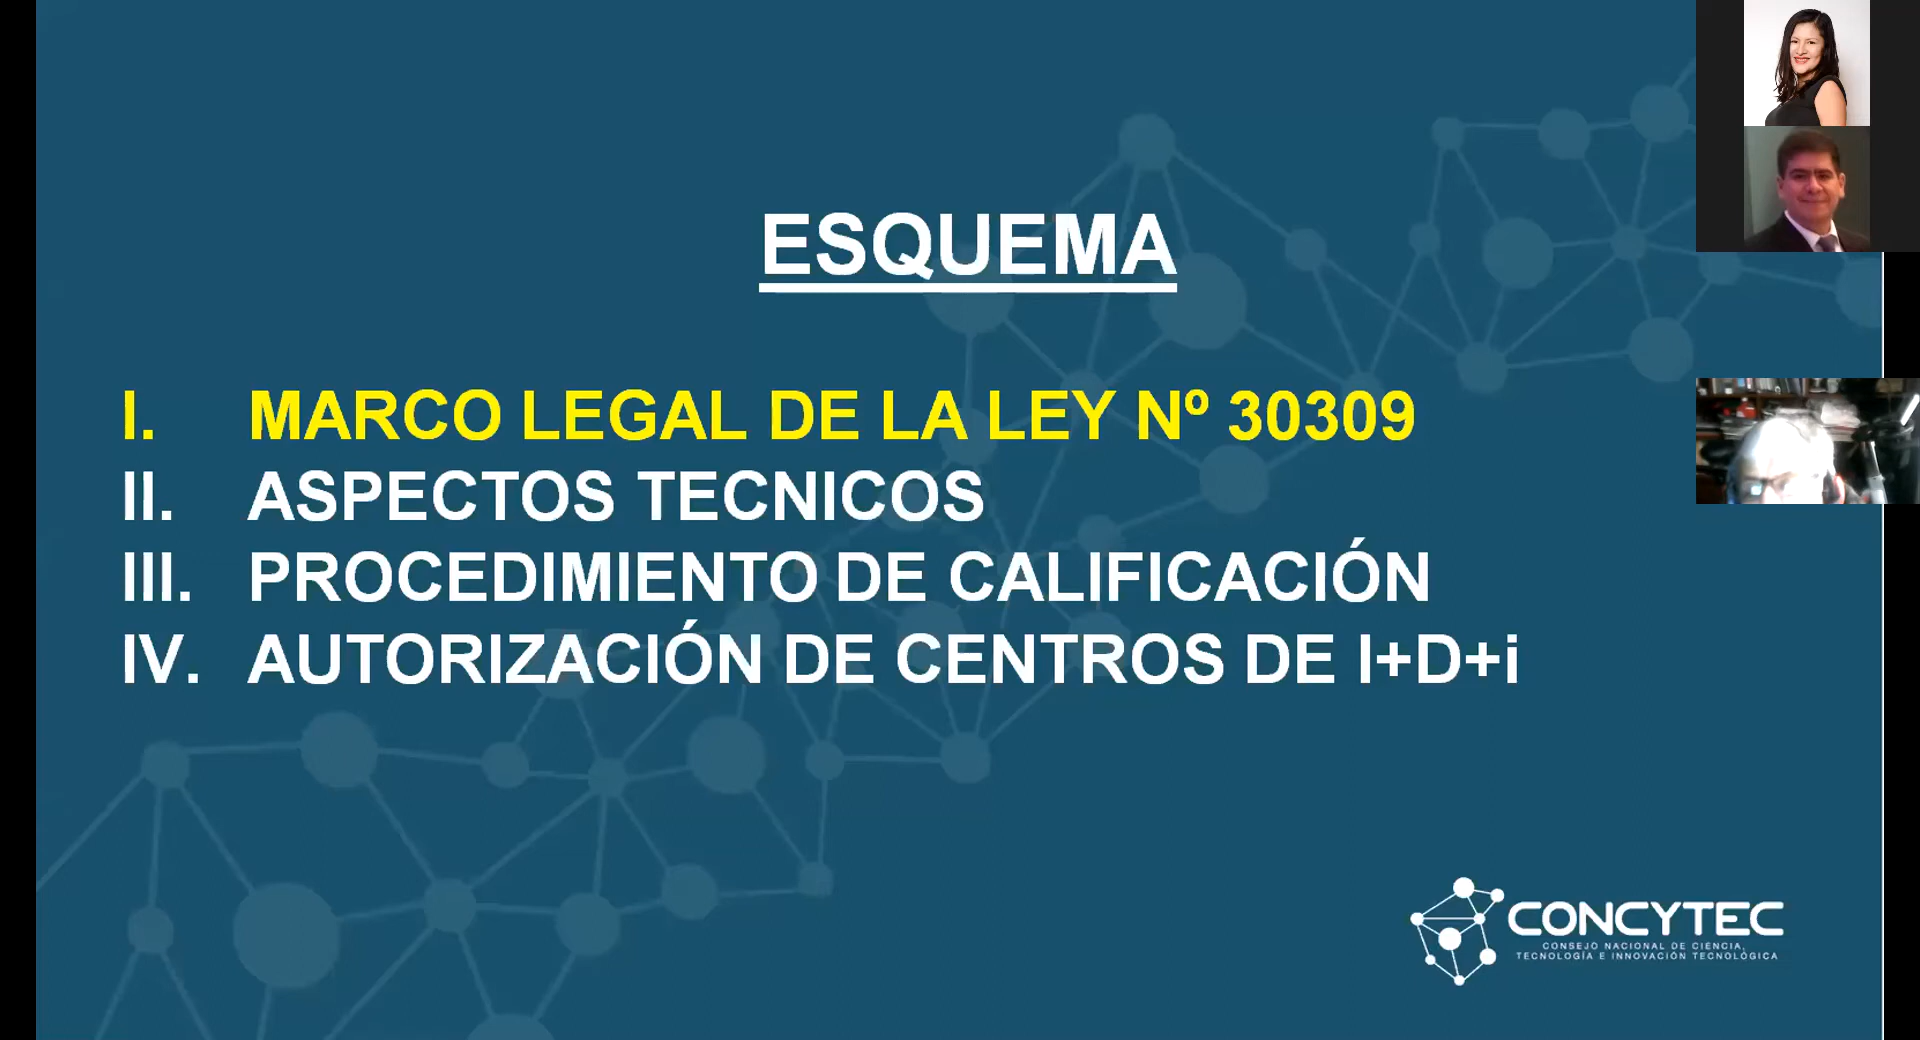 ESQUEMA
I. MARCO LEGAL DE LA LEY Nº 30309
II. ASPECTOS TECNICOS
III. PROCEDIMIENTO DE CALIFICACIÓN
IV. AUTORIZACIÓN DE CENTROS DE I+D+i
CONCYTEC
CONSEJO NACIONAL DE CIENCIA,
TECNOLOGÍA E INNOVACIÓN TECNOLÓGICA